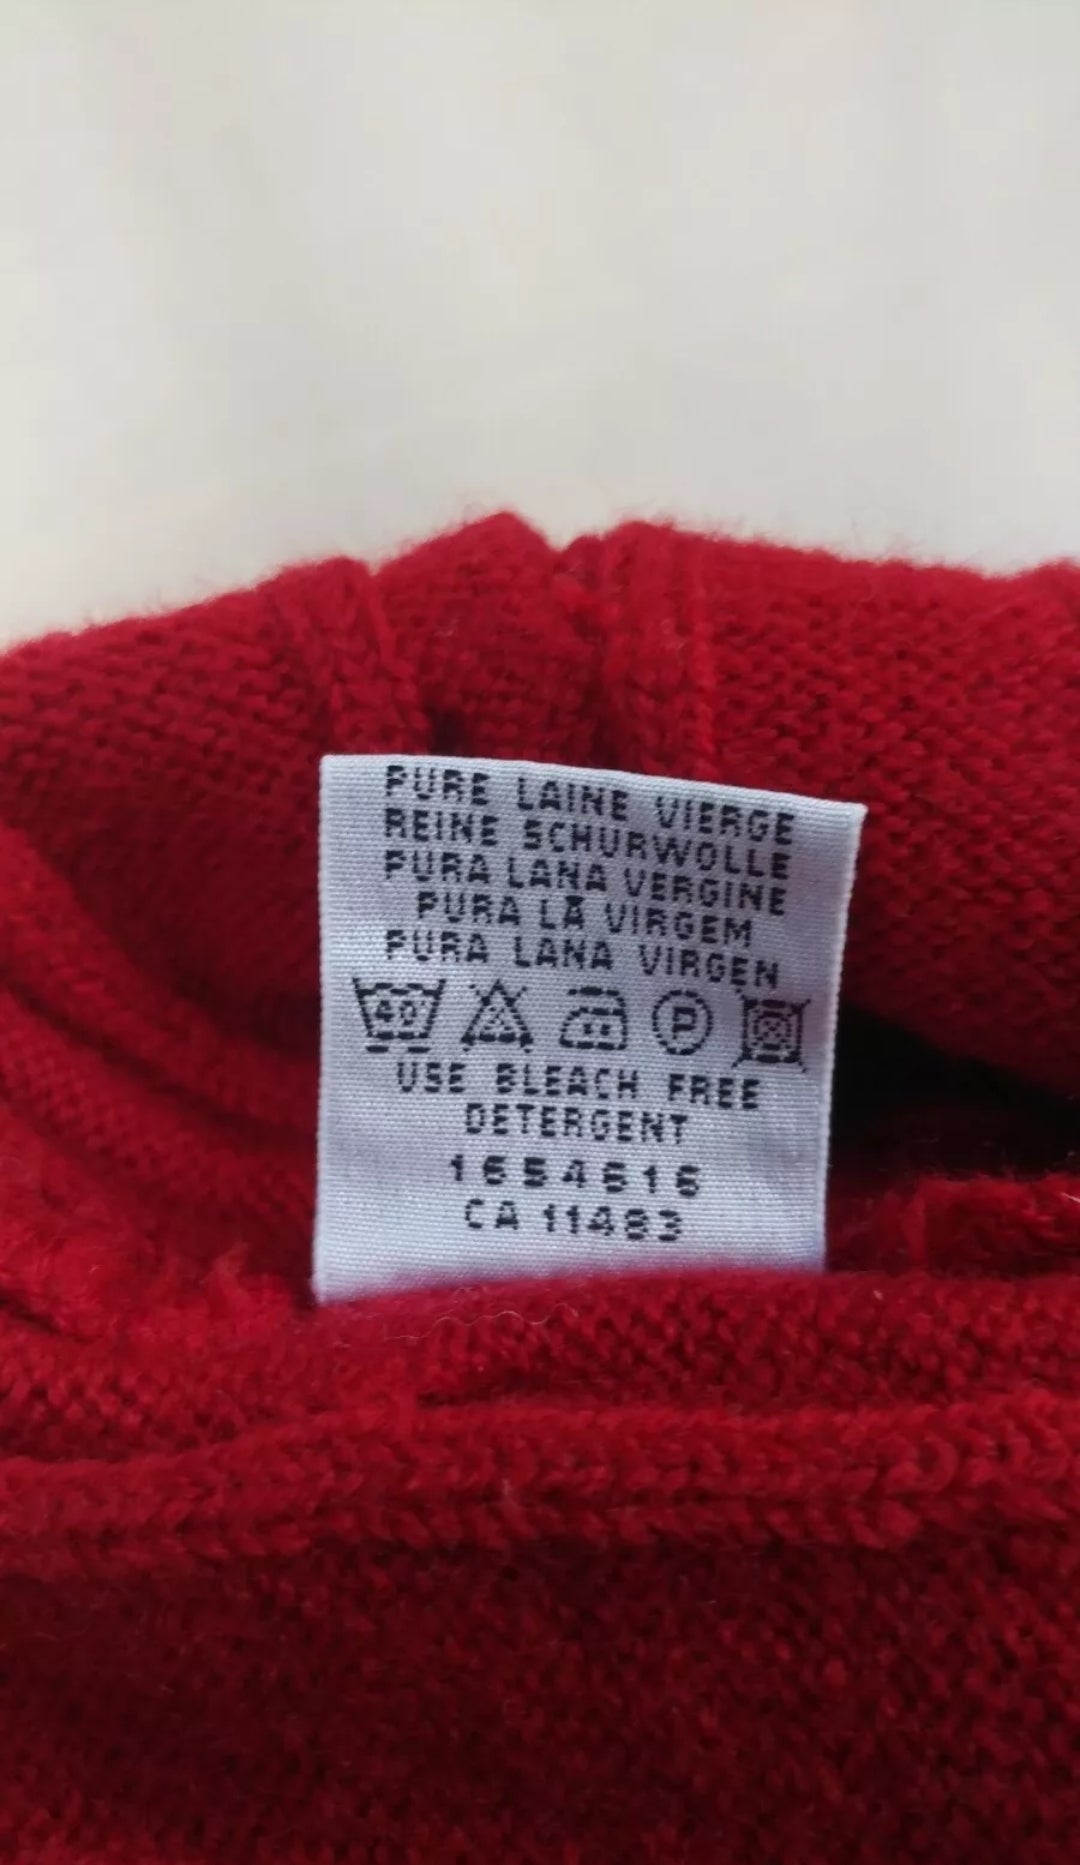 PURE LAINE VIERGE
REINE SCHURWOLLE
PURA LANA VERGINE
PURA LÃ VIRGEM
PURA LANA VIRGEN
40 P
USE BLEACH FREE
DETERGENT
1654616
CA 11483